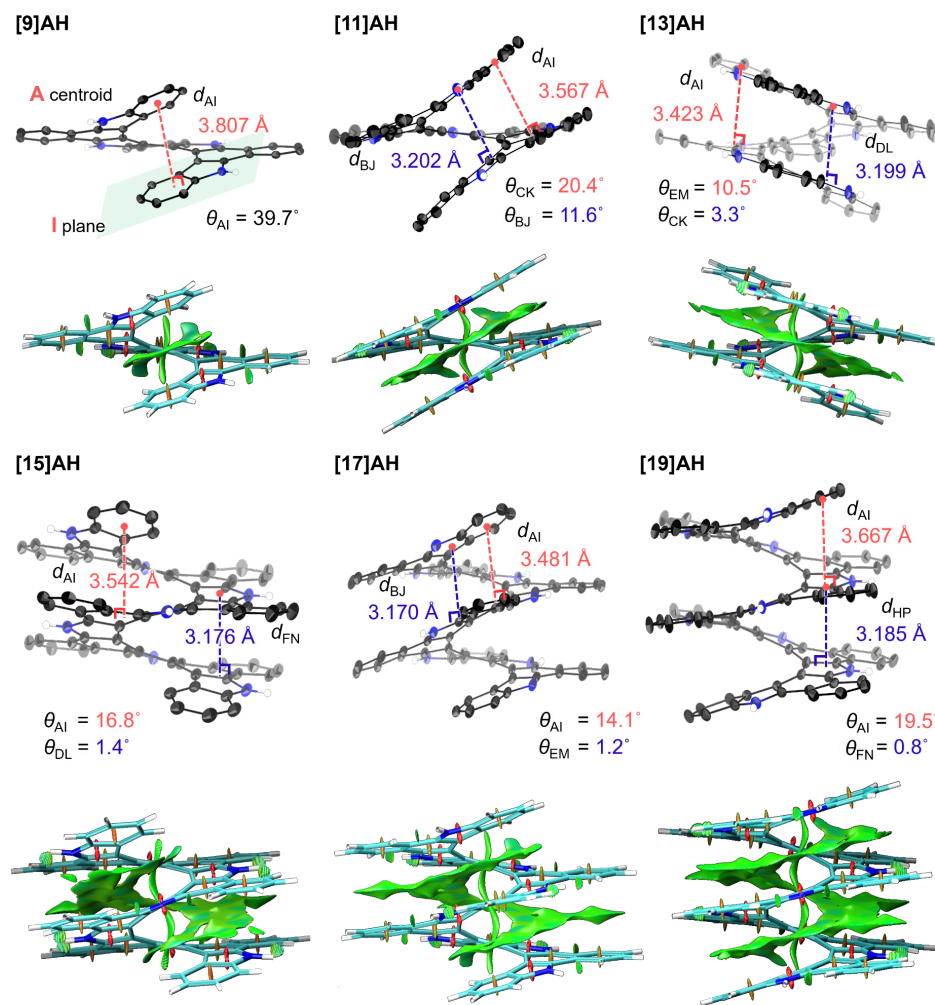 [9]AH
[11]AH
[13]AH
A centroid
d_AI
3.807 Å
I plane
θ_AI = 39.7°
d_AI
3.567 Å
d_BJ
3.202 Å
θ_CK = 20.4°
θ_BJ = 11.6°
d_AI
3.423 Å
d_DL
3.199 Å
θ_EM = 10.5°
θ_CK = 3.3°
[15]AH
[17]AH
[19]AH
d_AI
3.542 Å
3.176 Å
d_FN
θ_AI = 16.8°
θ_DL = 1.4°
d_AI
3.481 Å
d_BJ
3.170 Å
θ_AI = 14.1°
θ_EM = 1.2°
d_AI
3.667 Å
d_HP
3.185 Å
θ_AI = 19.5°
θ_FN = 0.8°